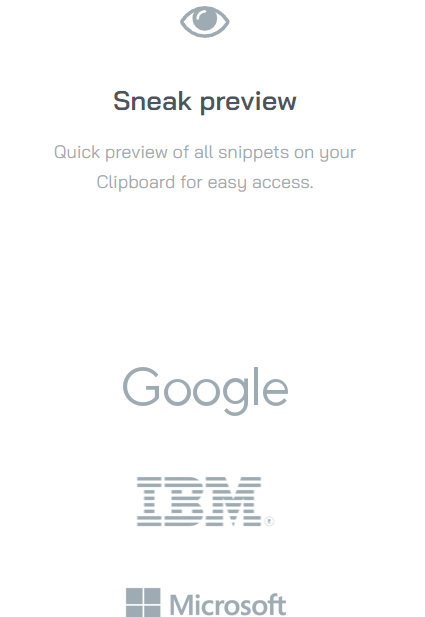 Sneak preview
Quick preview of all snippets on your
Clipboard for easy access.
Google
IBM®
Microsoft